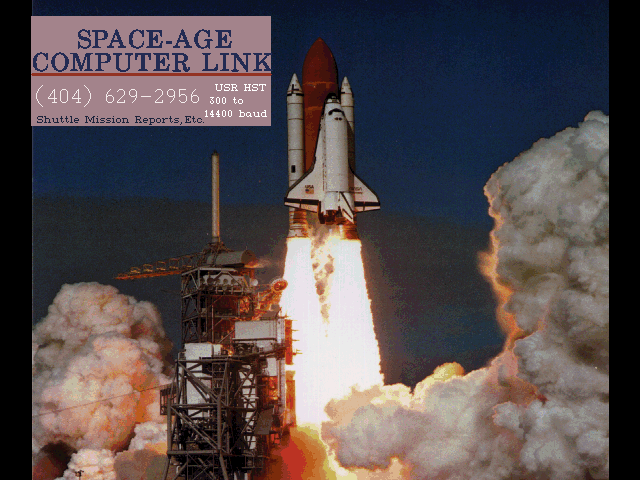 SPACE-AGE
COMPUTER LINK
(404) 629-2956
USR HST
300 to
14400 baud
Shuttle Mission Reports,Etc.